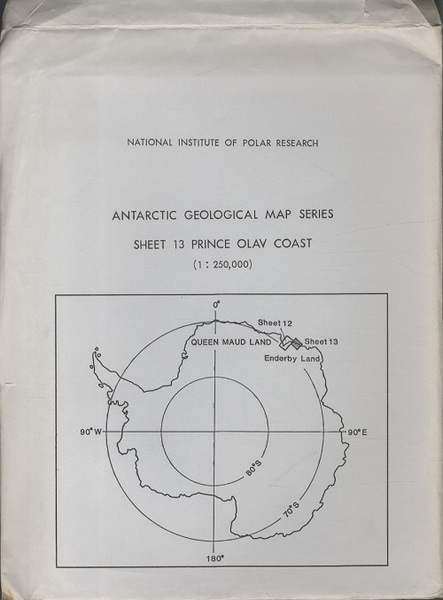 NATIONAL INSTITUTE OF POLAR RESEARCH
ANTARCTIC GEOLOGICAL MAP SERIES
SHEET 13 PRINCE OLAV COAST
(1 : 250,000)
0°
Sheet 12
QUEEN MAUD LAND
Sheet 13
Enderby Land
90°W
90°E
80°S
70°S
180°